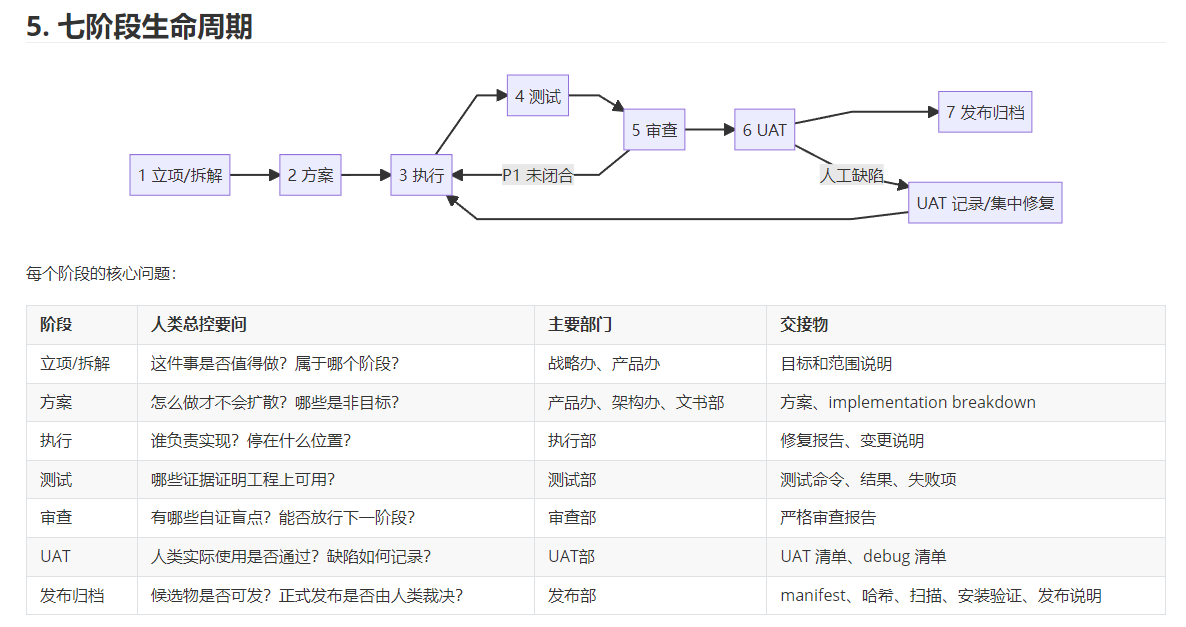 5. 七阶段生命周期
4 测试
7 发布归档
5 审查
6 UAT
1 立项/拆解
2 方案
3 执行
P1 未闭合
人工缺陷
UAT 记录/集中修复
每个阶段的核心问题：
阶段 人类总控要问 主要部门 交接物
立项/拆解 这件事是否值得做？属于哪个阶段？ 战略办、产品办 目标和范围说明
方案 怎么做才不会扩散？哪些是非目标？ 产品办、架构办、文书部 方案、implementation breakdown
执行 谁负责实现？停在什么位置？ 执行部 修复报告、变更说明
测试 哪些证据证明工程上可用？ 测试部 测试命令、结果、失败项
审查 有哪些自证盲点？能否放行下一阶段？ 审查部 严格审查报告
UAT 人类实际使用是否通过？缺陷如何记录？ UAT部 UAT 清单、debug 清单
发布归档 候选物是否可发？正式发布是否由人类裁决？ 发布部 manifest、哈希、扫描、安装验证、发布说明